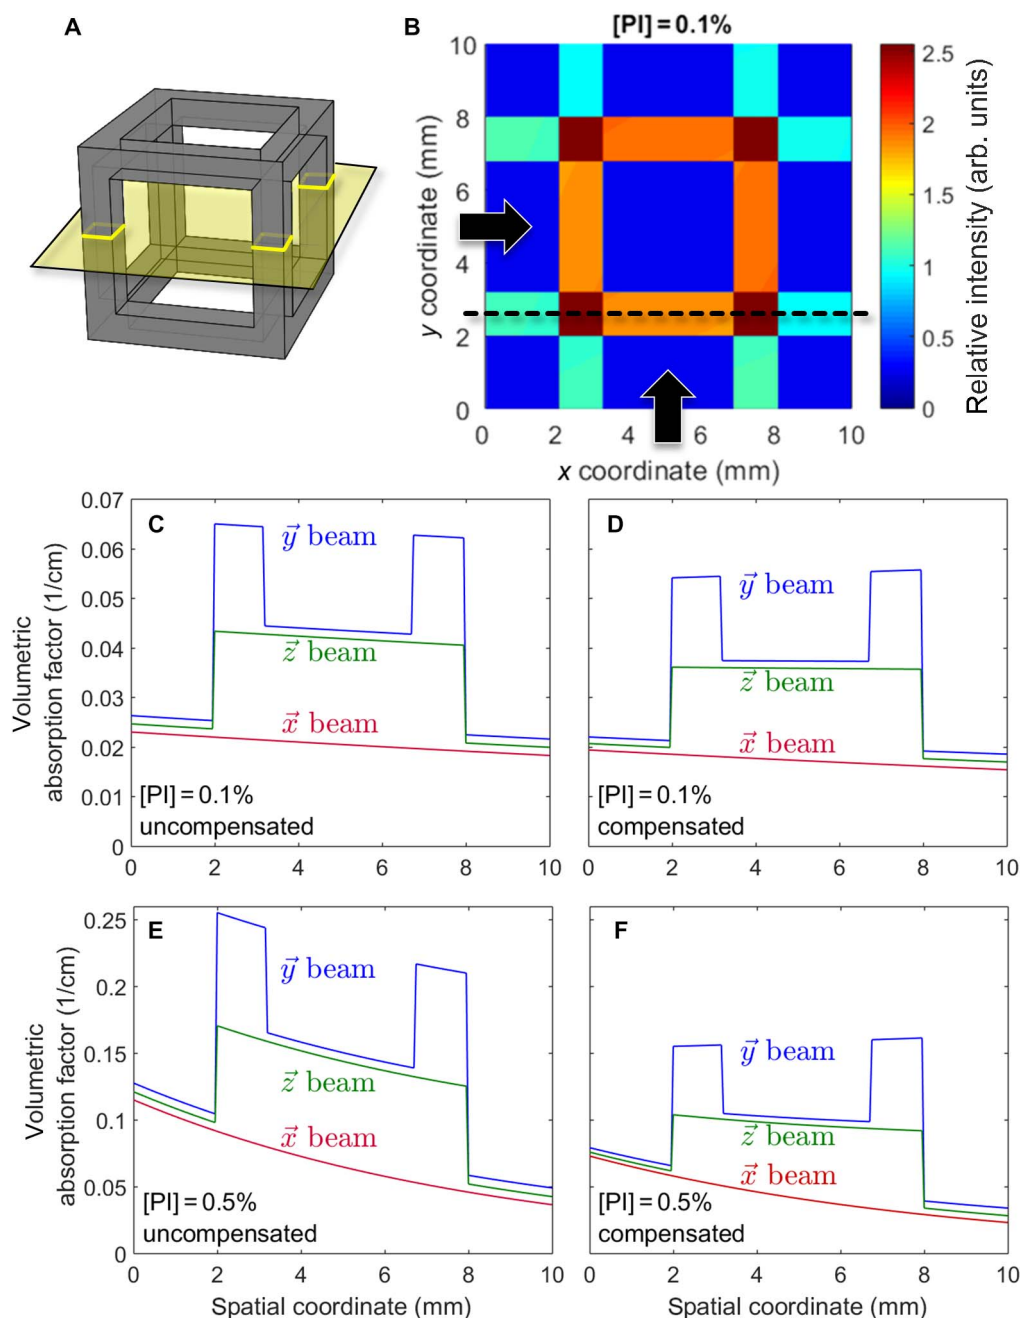 A
B
[PI] = 0.1%
10
8
6
4
2
0
y coordinate (mm)
0 2 4 6 8 10
x coordinate (mm)
2.5
2
1.5
1
0.5
0
Relative intensity (arb. units)
C
0.07
0.06
0.05
0.04
0.03
0.02
0.01
0
Volumetric
absorption factor (1/cm)
y⃗ beam
z⃗ beam
x⃗ beam
[PI] = 0.1%
uncompensated
0 2 4 6 8 10
D
y⃗ beam
z⃗ beam
x⃗ beam
[PI] = 0.1%
compensated
0 2 4 6 8 10
E
0.25
0.2
0.15
0.1
0.05
0
Volumetric
absorption factor (1/cm)
y⃗ beam
z⃗ beam
x⃗ beam
[PI] = 0.5%
uncompensated
0 2 4 6 8 10
Spatial coordinate (mm)
F
y⃗ beam
z⃗ beam
x⃗ beam
[PI] = 0.5%
compensated
0 2 4 6 8 10
Spatial coordinate (mm)